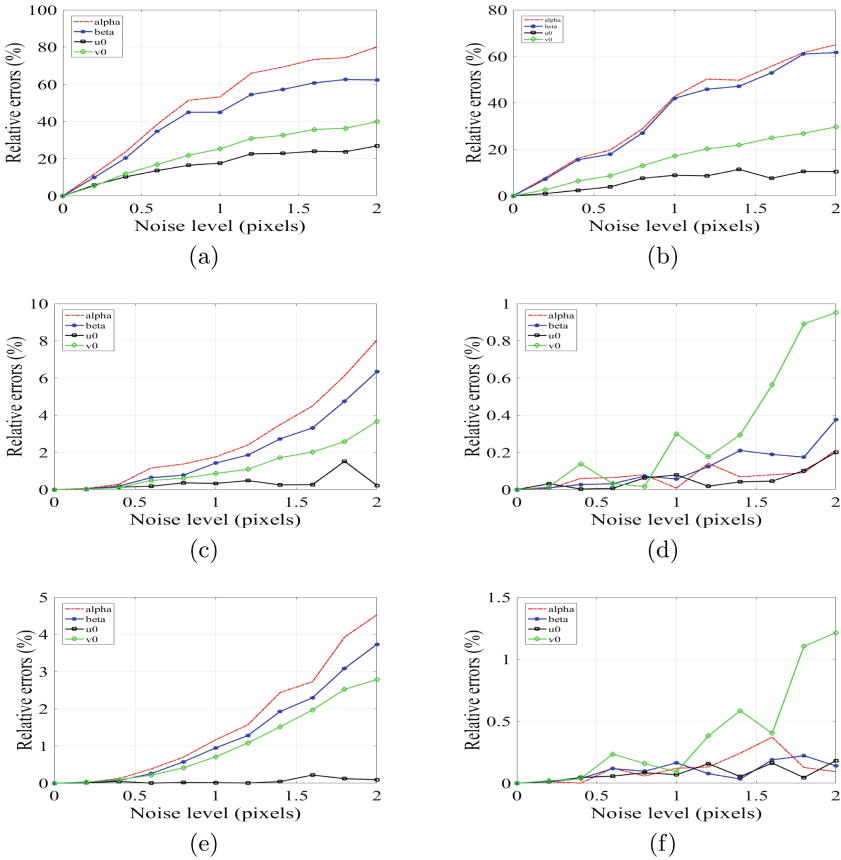 100
80
60
40
20
0
Relative errors (%)
alpha
beta
u0
v0
0 0.5 1 1.5 2
Noise level (pixels)
(a)
80
60
40
20
0
Relative errors (%)
alpha
beta
u0
v0
0 0.5 1 1.5 2
Noise level (pixels)
(b)
10
8
6
4
2
0
Relative errors (%)
alpha
beta
u0
v0
0 0.5 1 1.5 2
Noise level (pixels)
(c)
1
0.8
0.6
0.4
0.2
0
Relative errors (%)
alpha
beta
u0
v0
0 0.5 1 1.5 2
Noise level (pixels)
(d)
5
4
3
2
1
0
Relative errors (%)
alpha
beta
u0
v0
0 0.5 1 1.5 2
Noise level (pixels)
(e)
1.5
1
0.5
0
Relative errors (%)
alpha
beta
u0
v0
0 0.5 1 1.5 2
Noise level (pixels)
(f)